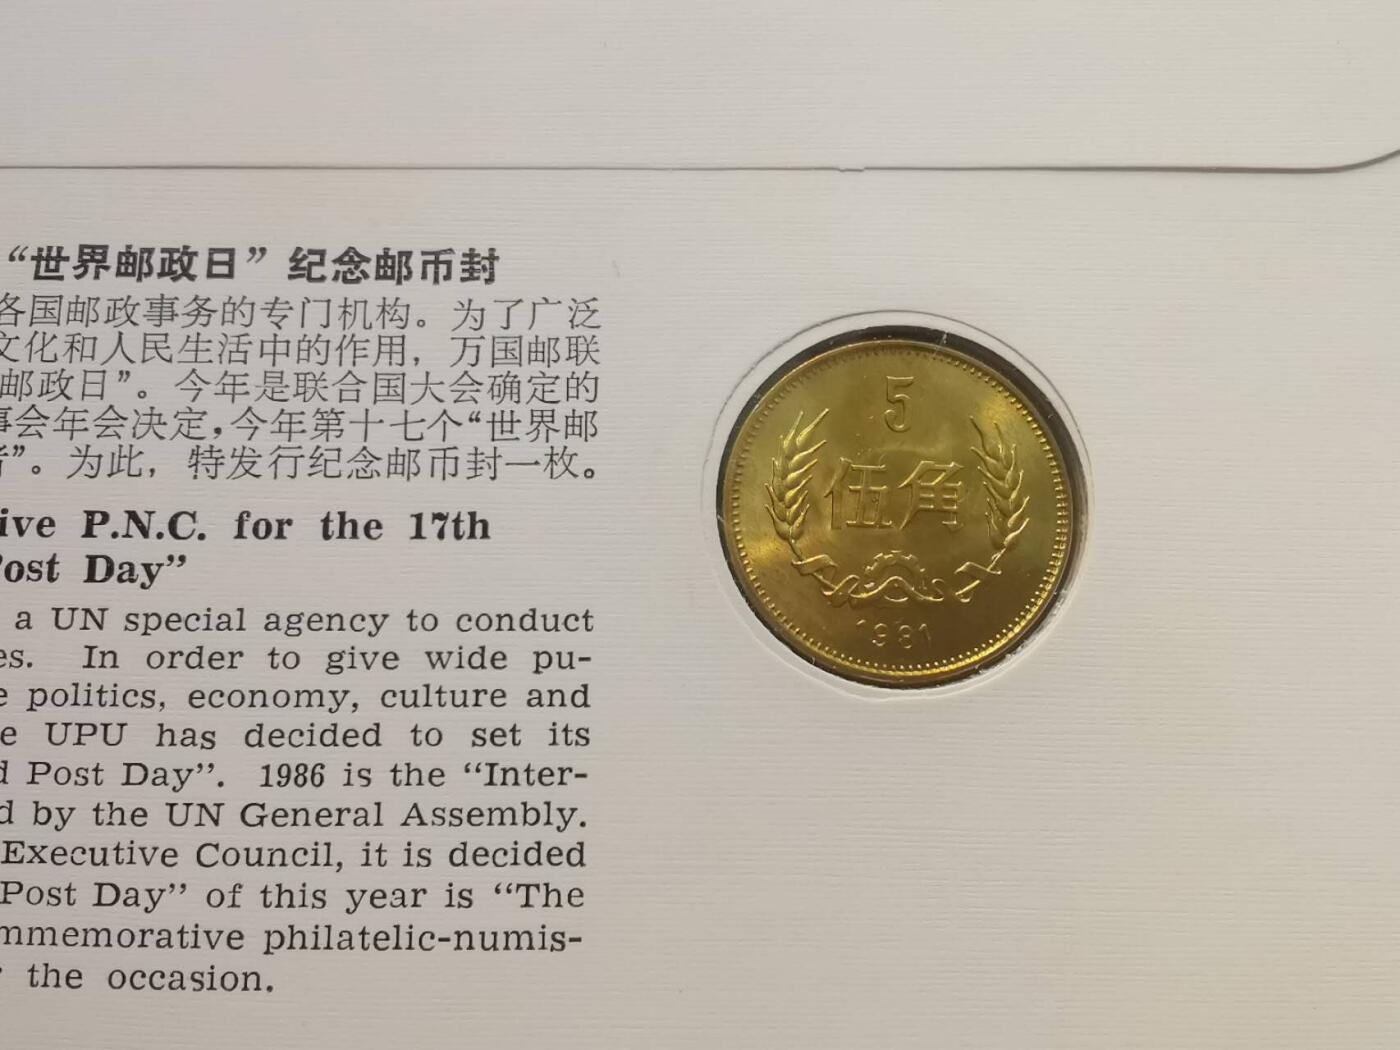 “世界邮政日”纪念邮币封
各国邮政事务的专门机构。为了广泛
文化和人民生活中的作用，万国邮联
邮政日”。今年是联合国大会确定的
事会年会决定，今年第十七个“世界邮
”。为此，特发行纪念邮币封一枚。
ive P.N.C. for the 17th
Post Day”
a UN special agency to conduct
es. In order to give wide pu-
e politics, economy, culture and
e UPU has decided to set its
d Post Day”. 1986 is the “Inter-
d by the UN General Assembly.
Executive Council, it is decided
Post Day” of this year is “The
mmemorative philatelic-numis-
the occasion.
5
伍角
1981